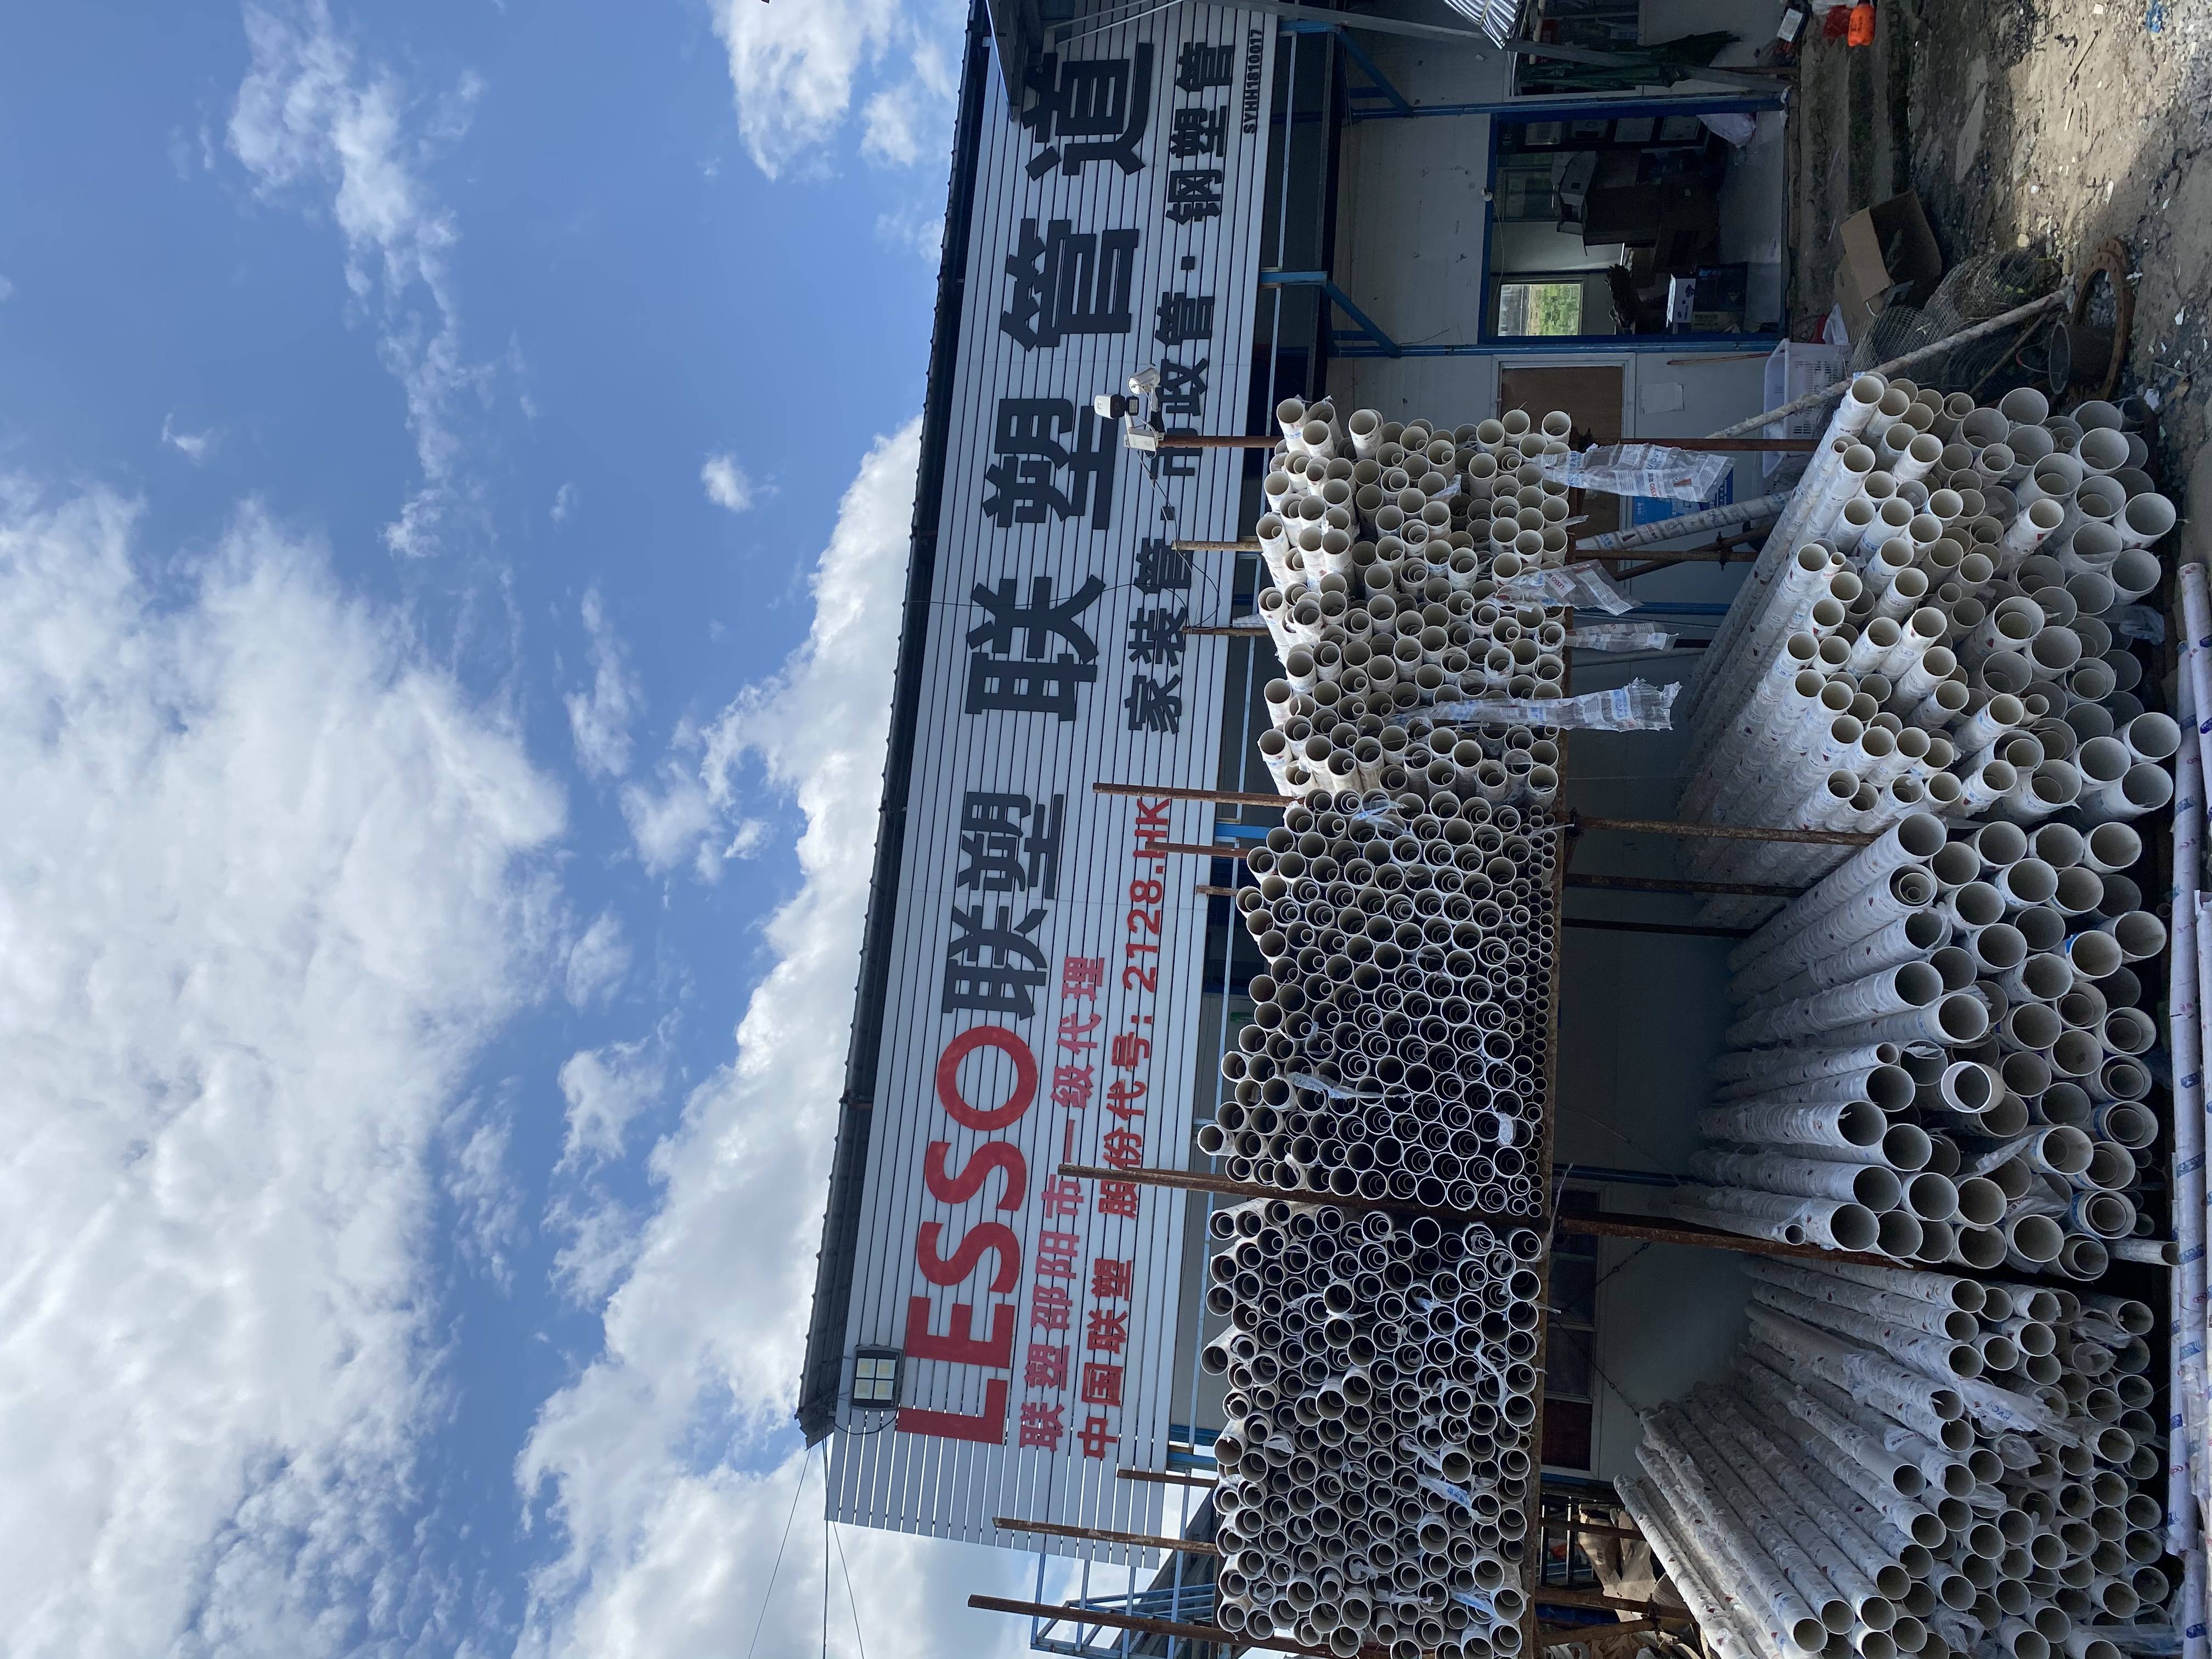 LESSO联塑 联塑管道
联塑邵阳市一级代理
中国联塑 股份代号：2128.HK
家装管·市政管·钢塑管
SYHH18101017